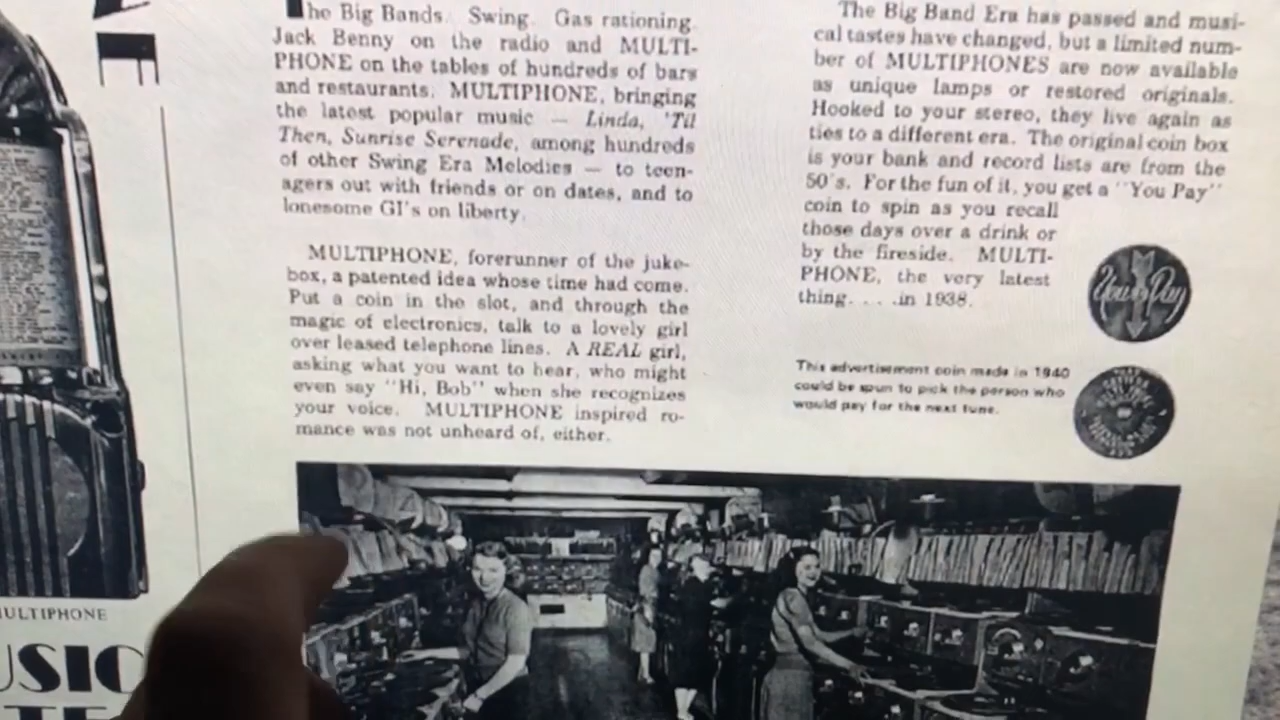 The Big Bands. Swing. Gas rationing.
Jack Benny on the radio and MULTI-
PHONE on the tables of hundreds of bars
and restaurants. MULTIPHONE, bringing
the latest popular music — Linda, 'Til
Then, Sunrise Serenade, among hundreds
of other Swing Era Melodies — to teen-
agers out with friends or on dates, and to
lonesome GI's on liberty.
MULTIPHONE, forerunner of the juke-
box, a patented idea whose time had come.
Put a coin in the slot, and through the
magic of electronics, talk to a lovely girl
over leased telephone lines. A REAL girl,
asking what you want to hear, who might
even say "Hi, Bob" when she recognizes
your voice. MULTIPHONE inspired ro-
mance was not unheard of, either.
The Big Band Era has passed and musi-
cal tastes have changed, but a limited num-
ber of MULTIPHONES are now available
as unique lamps or restored originals.
Hooked to your stereo, they live again as
ties to a different era. The original coin box
is your bank and record lists are from the
50's. For the fun of it, you get a "You Pay"
coin to spin as you recall
those days over a drink or
by the fireside. MULTI-
PHONE, the very latest
thing. . . .in 1938.
You Pay
This advertisement coin made in 1940
could be spun to pick the person who
would pay for the next tune.
MULTIPHONE
USIC
TE